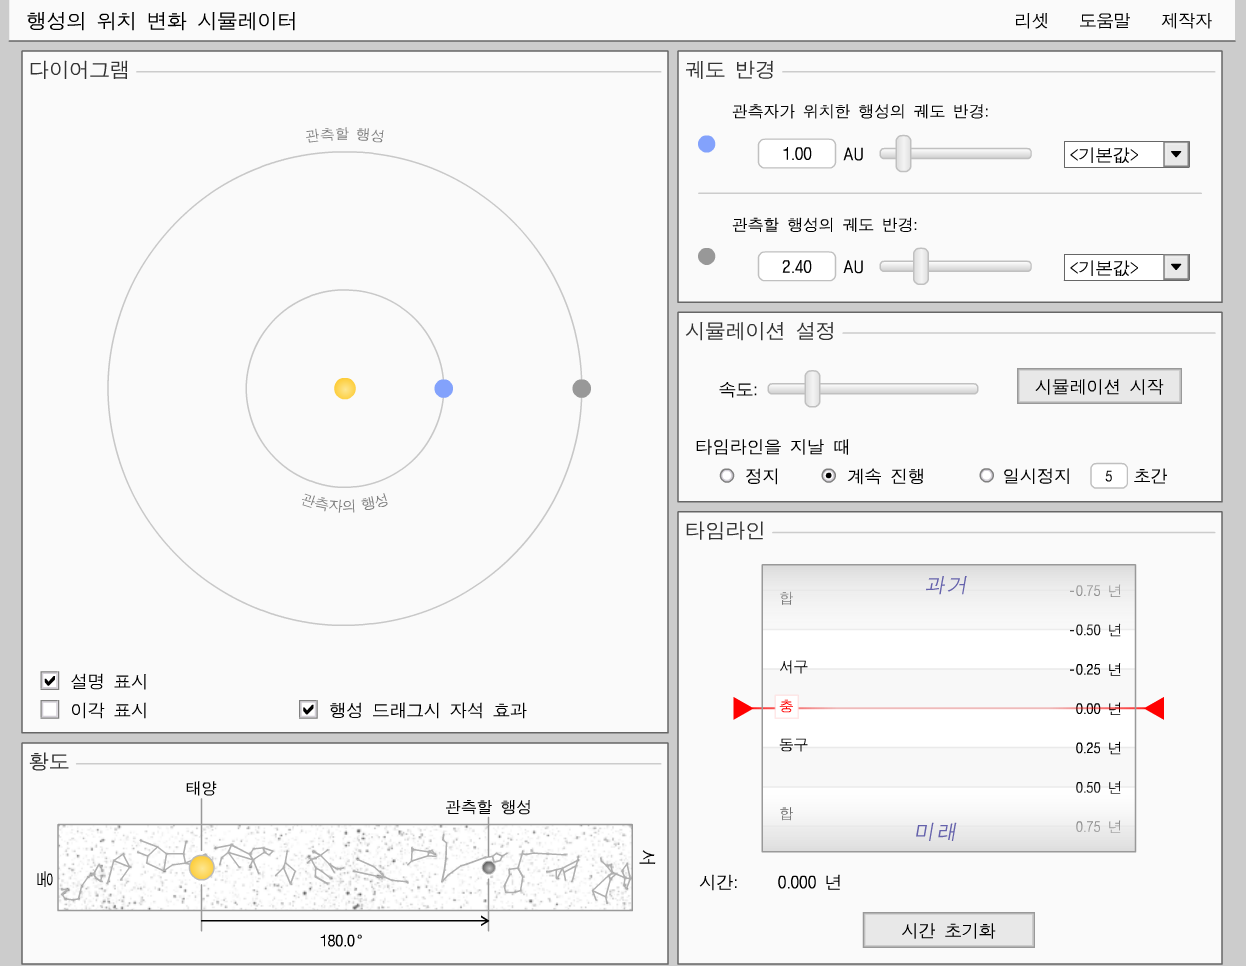 행성의 위치 변화 시뮬레이터
리셋 도움말 제작자
다이어그램
관측할 행성
관측자의 행성
설명 표시
이각 표시
행성 드래그시 자석 효과
황도
태양
관측할 행성
동
서
180.0°
궤도 반경
관측자가 위치한 행성의 궤도 반경:
1.00 AU <기본값>
관측할 행성의 궤도 반경:
2.40 AU <기본값>
시뮬레이션 설정
속도: 시뮬레이션 시작
타임라인을 지날 때
정지 계속 진행 일시정지 5 초간
타임라인
과거
합 -0.75 년
-0.50 년
서구 -0.25 년
충 0.00 년
동구 0.25 년
0.50 년
합 0.75 년
미래
시간: 0.000 년
시간 초기화